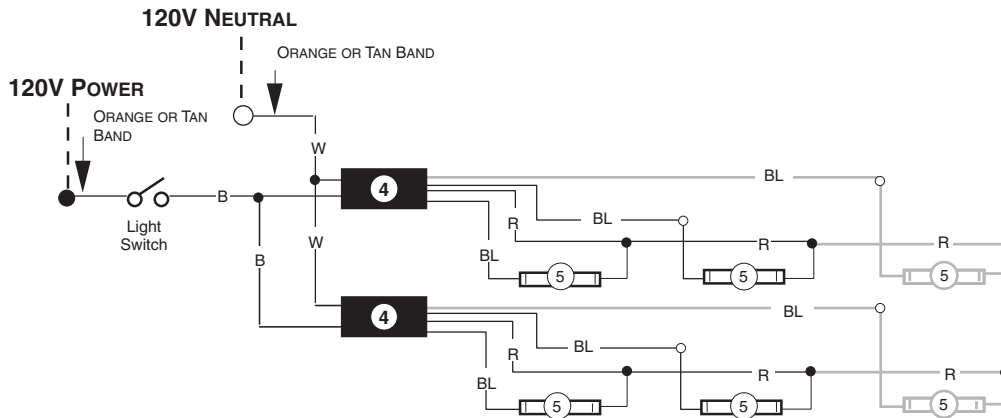 120V NEUTRAL
ORANGE OR TAN BAND
120V POWER
ORANGE OR TAN
BAND
W
4
BL
B
BL
R
R
R
Light
Switch
W
BL
B
5
5
5
4
BL
BL
R
R
R
BL
5
5
5